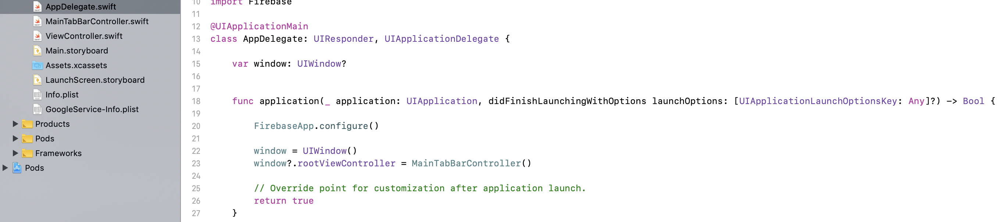 AppDelegate.swift
MainTabBarController.swift
ViewController.swift
Main.storyboard
Assets.xcassets
LaunchScreen.storyboard
Info.plist
GoogleService-Info.plist
Products
Pods
Frameworks
Pods
10 import Firebase
11
12 @UIApplicationMain
13 class AppDelegate: UIResponder, UIApplicationDelegate {
14
15     var window: UIWindow?
16
17
18     func application(_ application: UIApplication, didFinishLaunchingWithOptions launchOptions: [UIApplicationLaunchOptionsKey: Any]?) -> Bool {
19
20         FirebaseApp.configure()
21
22         window = UIWindow()
23         window?.rootViewController = MainTabBarController()
24
25         // Override point for customization after application launch.
26         return true
27     }